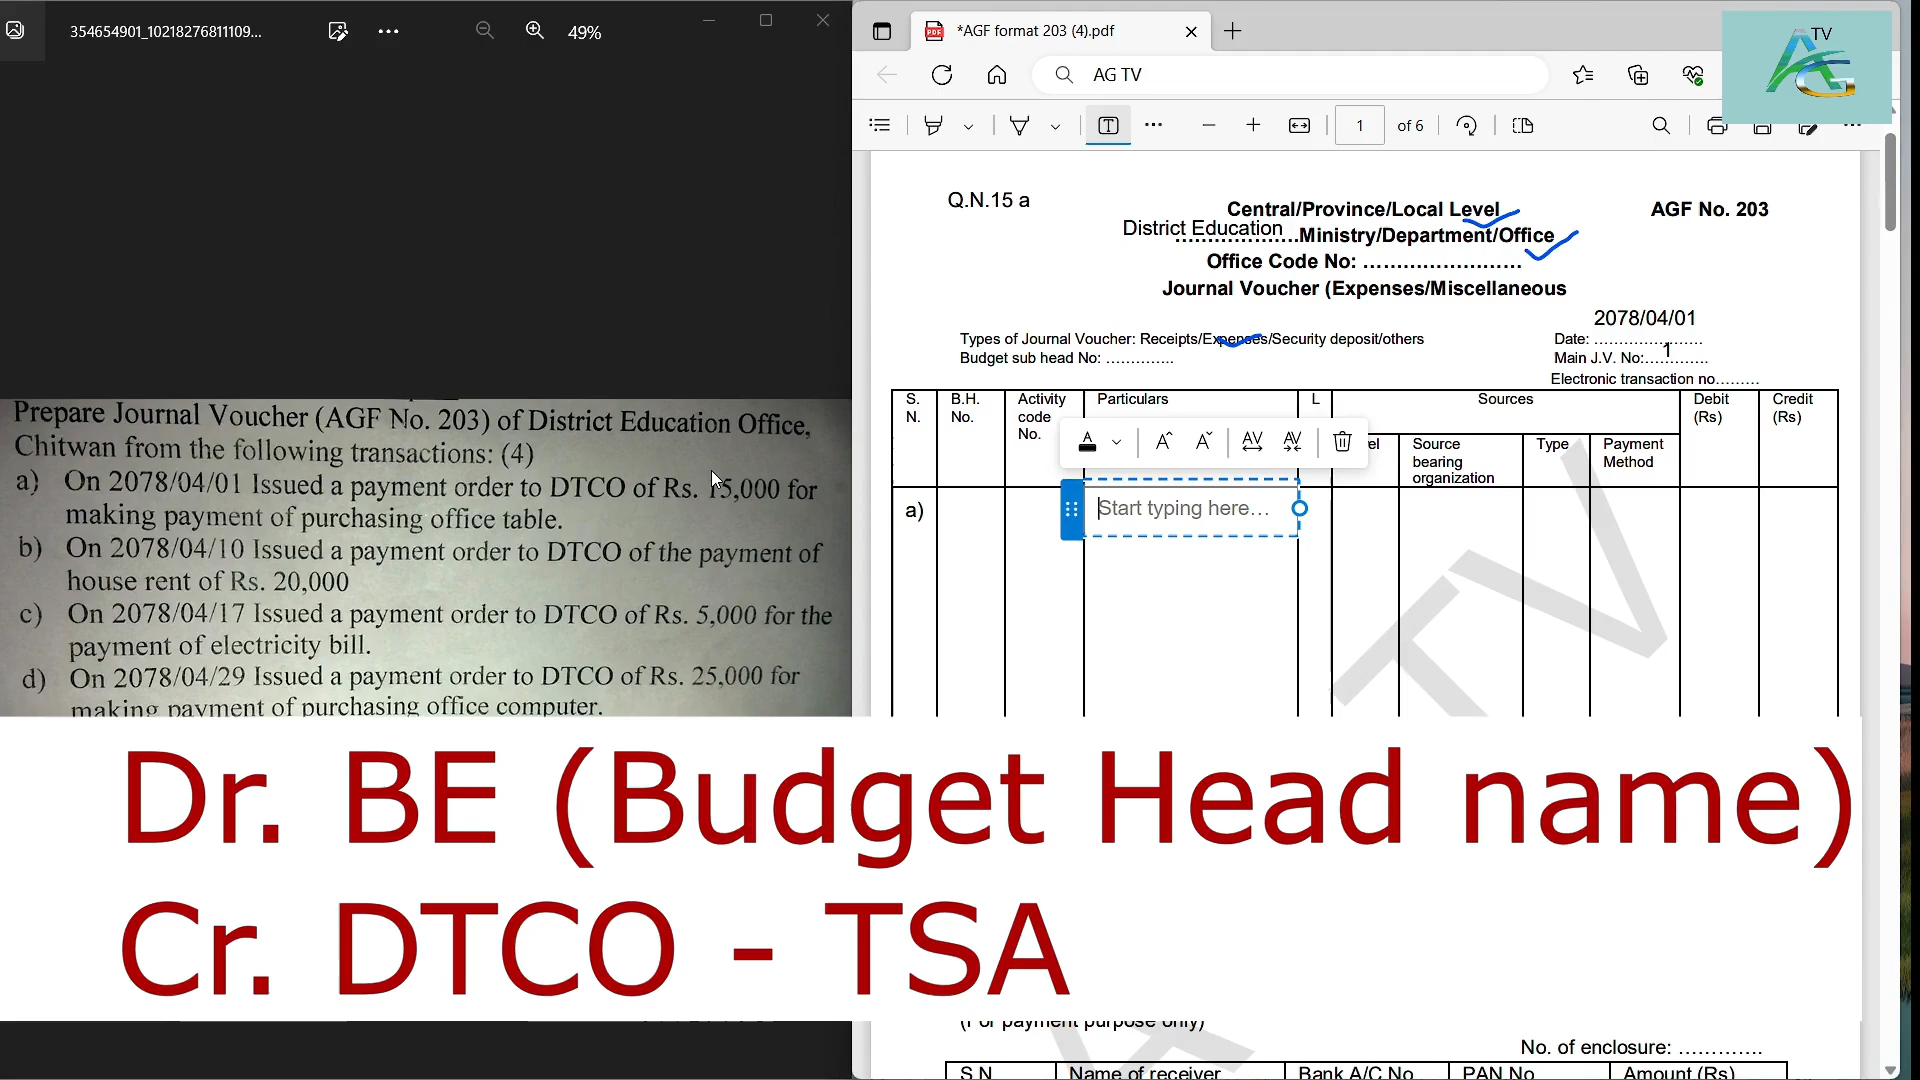 354654901_10218276811109...
49%
*AGF format 203 (4).pdf
AG TV
TV
1 of 6
Q.N.15 a
Central/Province/Local Level
AGF No. 203
District Education
....................Ministry/Department/Office
Office Code No: ........................
Journal Voucher (Expenses/Miscellaneous
2078/04/01
Types of Journal Voucher: Receipts/Expenses/Security deposit/others
Date: ......................
Budget sub head No: ..............
Main J.V. No:.............
1
Electronic transaction no.........
S. N.
B.H. No.
Activity code No.
Particulars
L
Sources
Debit (Rs)
Credit (Rs)
Source bearing organization
Type
Payment Method
a)
Start typing here...
Prepare Journal Voucher (AGF No. 203) of District Education Office,
Chitwan from the following transactions: (4)
a) On 2078/04/01 Issued a payment order to DTCO of Rs. 15,000 for
making payment of purchasing office table.
b) On 2078/04/10 Issued a payment order to DTCO of the payment of
house rent of Rs. 20,000
c) On 2078/04/17 Issued a payment order to DTCO of Rs. 5,000 for the
payment of electricity bill.
d) On 2078/04/29 Issued a payment order to DTCO of Rs. 25,000 for
making payment of purchasing office computer.
Dr. BE (Budget Head name)
Cr. DTCO - TSA
(For payment purpose only)
No. of enclosure: .............
S.N. Name of receiver Bank A/C No PAN No Amount (Rs)